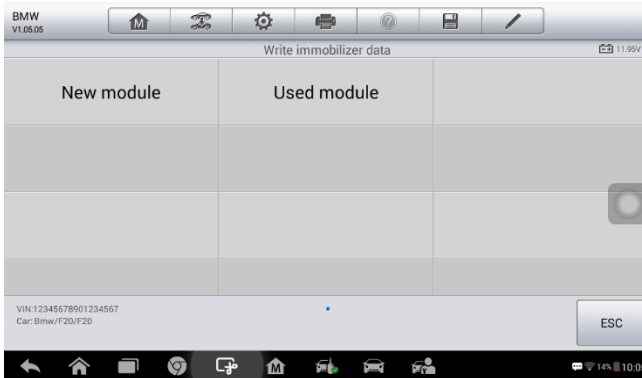 BMW
V1.05.05
Write immobilizer data
11.95V
New module
Used module
VIN:12345678901234567
Car: Bmw/F20/F20
ESC
14%